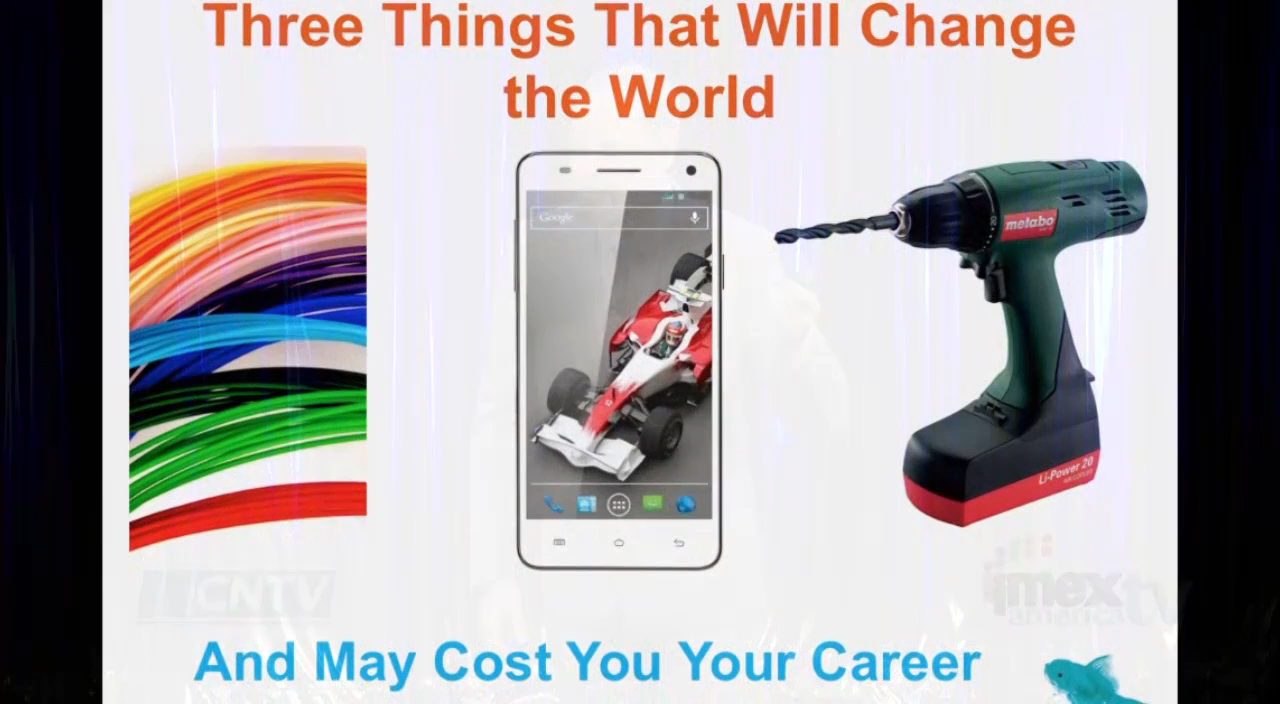 Three Things That Will Change
the World
Google
metabo
Li-Power 20
CNTV
imex
america tv
And May Cost You Your Career